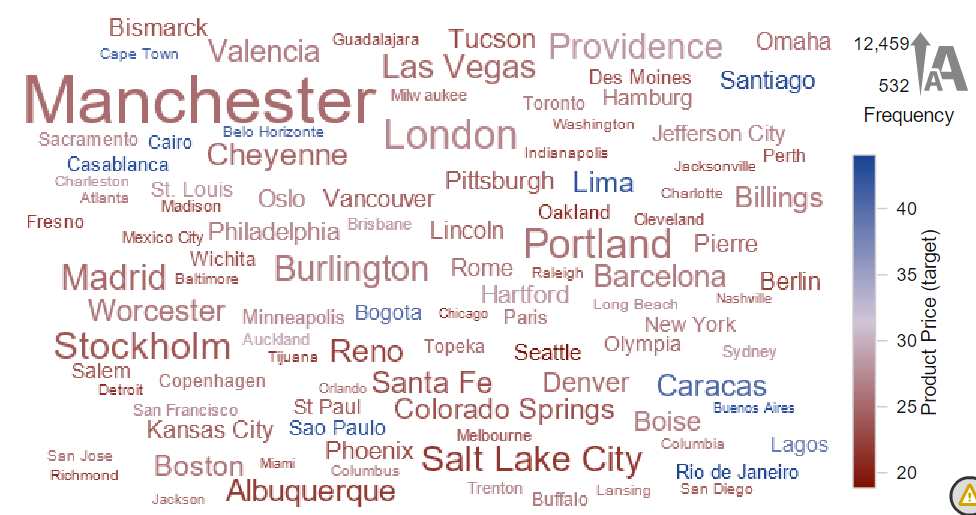 Bismarck
Cape Town
Valencia
Guadalajara
Tucson
Providence
Omaha
Las Vegas
Des Moines
Santiago
Manchester
Milwaukee
Toronto
Hamburg
Sacramento
Cairo
Belo Horizonte
London
Washington
Jefferson City
Casablanca
Cheyenne
Indianapolis
Jacksonville
Perth
Charleston
Atlanta
St. Louis
Madison
Oslo
Vancouver
Pittsburgh
Lima
Charlotte
Billings
Fresno
Mexico City
Philadelphia
Brisbane
Lincoln
Oakland
Cleveland
Portland
Pierre
Wichita
Madrid
Baltimore
Burlington
Rome
Raleigh
Barcelona
Berlin
Worcester
Minneapolis
Bogota
Chicago
Hartford
Paris
Long Beach
Nashville
New York
Stockholm
Auckland
Tijuana
Reno
Topeka
Seattle
Olympia
Sydney
Salem
Detroit
Copenhagen
Orlando
Santa Fe
Denver
Caracas
San Francisco
St Paul
Colorado Springs
Buenos Aires
Kansas City
Sao Paulo
Melbourne
Boise
Columbia
Lagos
San Jose
Richmond
Boston
Miami
Phoenix
Columbus
Salt Lake City
Rio de Janeiro
Jackson
Albuquerque
Trenton
Buffalo
Lansing
San Diego
12,459
532
A
A
Frequency
40
35
30
25
20
Product Price (target)